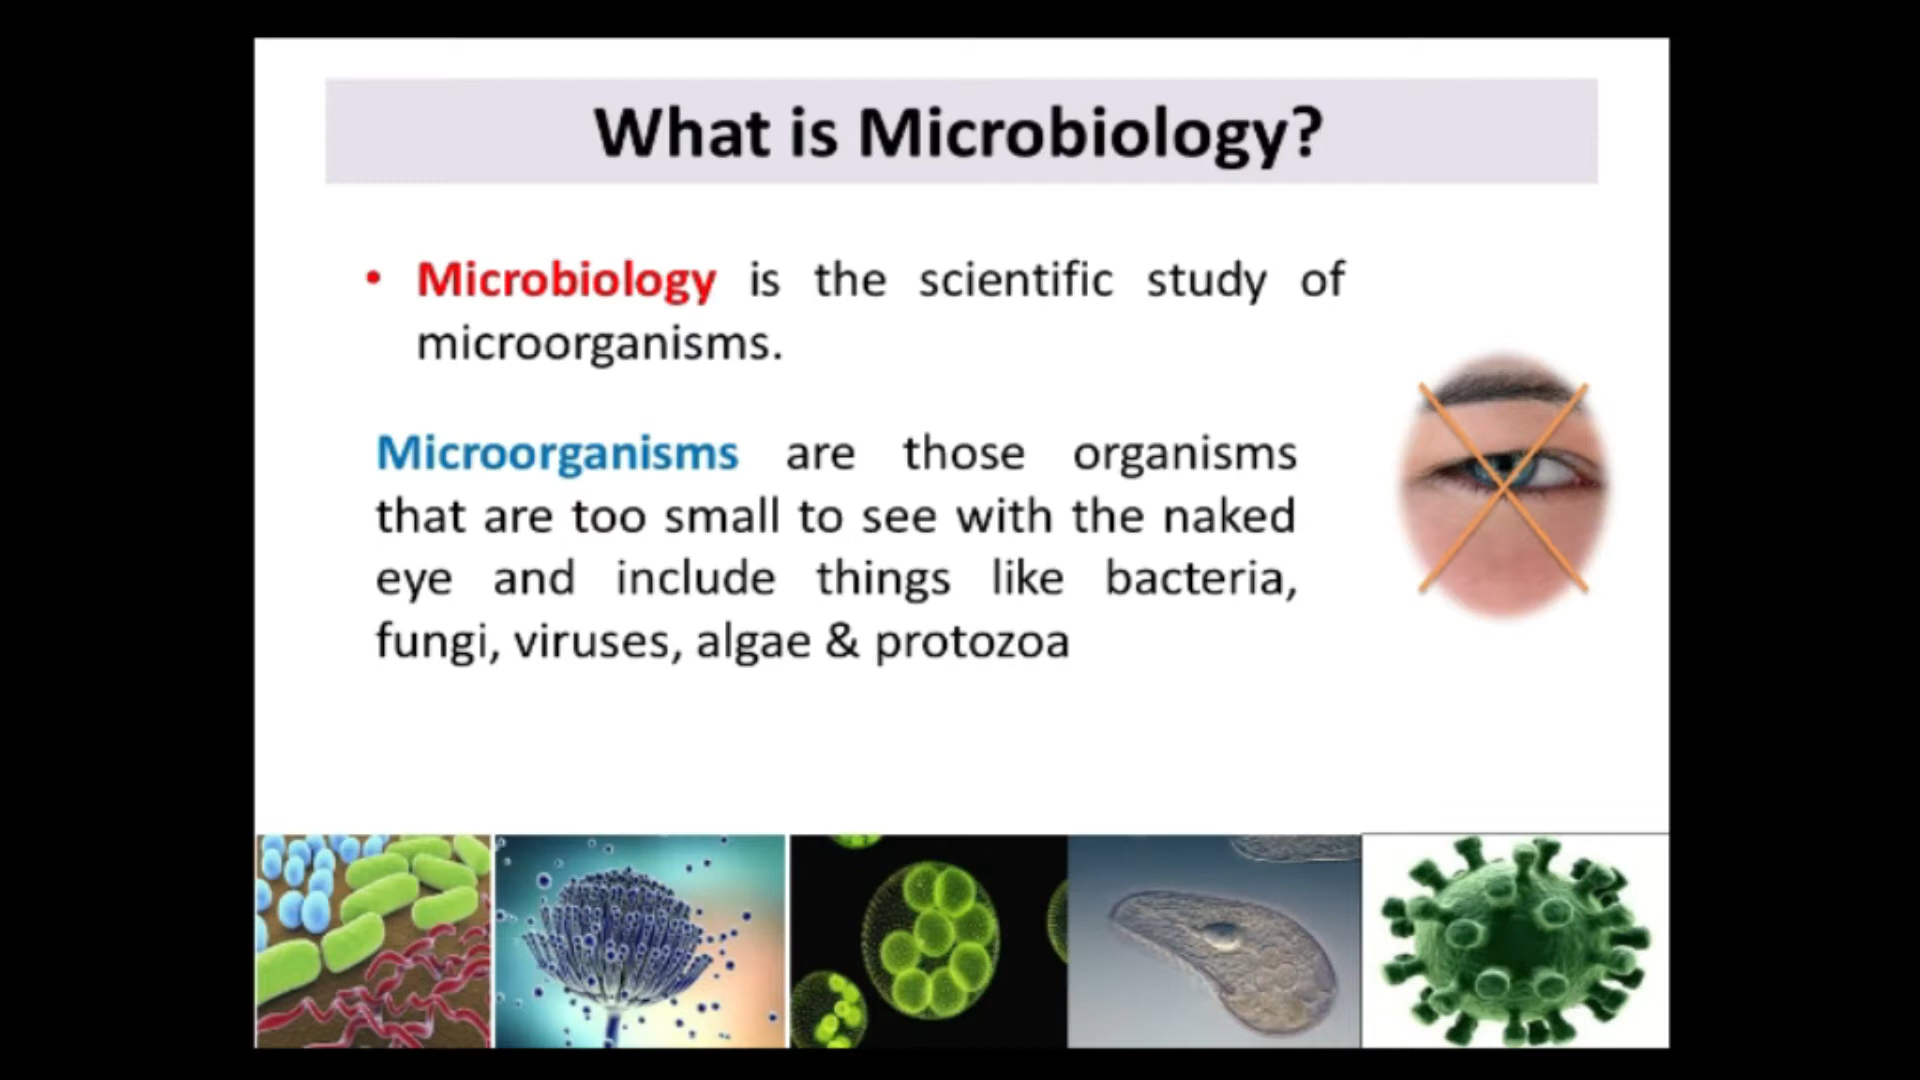 What is Microbiology?
• Microbiology is the scientific study of
microorganisms.
Microorganisms are those organisms
that are too small to see with the naked
eye and include things like bacteria,
fungi, viruses, algae & protozoa